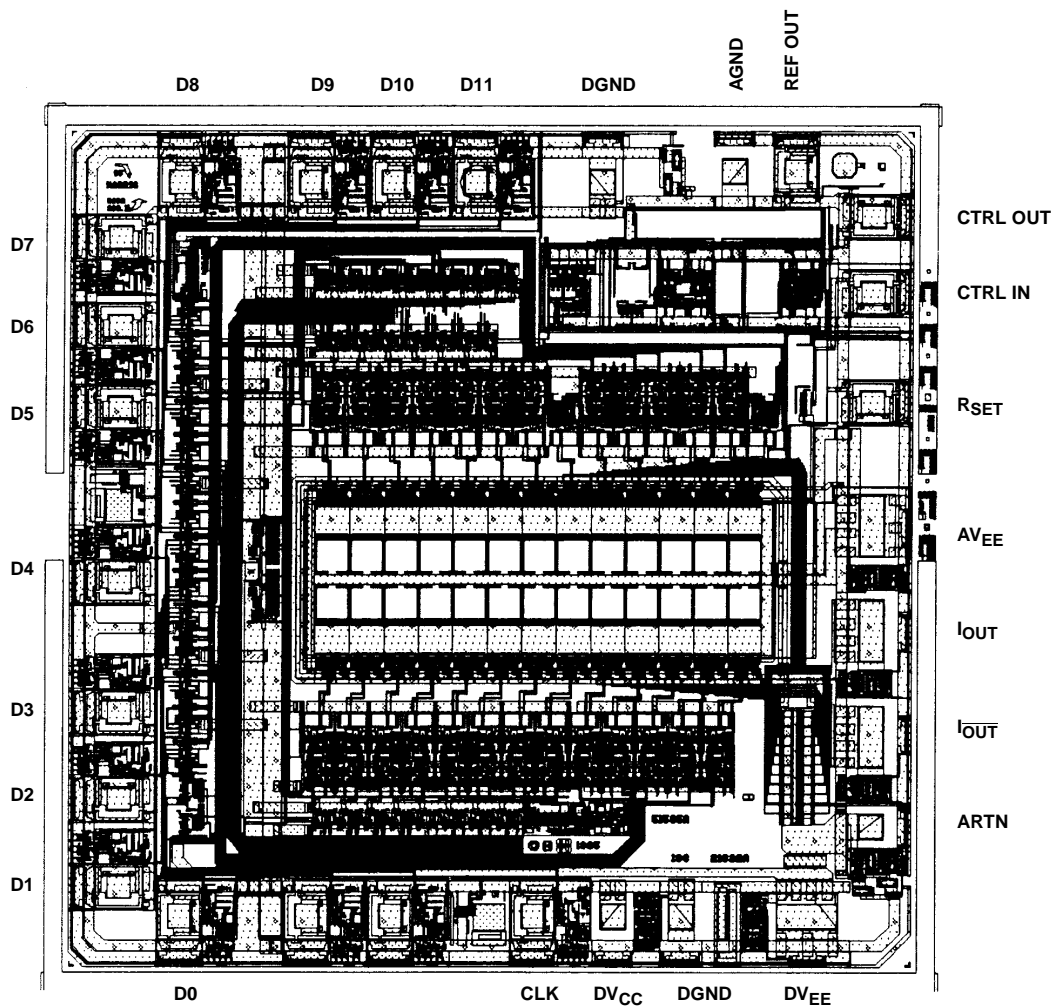 D8 D9 D10 D11 DGND AGND REF OUT
CTRL OUT
D7
CTRL IN
D6
D5 RSET
AVEE
D4
IOUT
D3 I̅O̅U̅T̅
D2
ARTN
D1
D0 CLK DVCC DGND DVEE